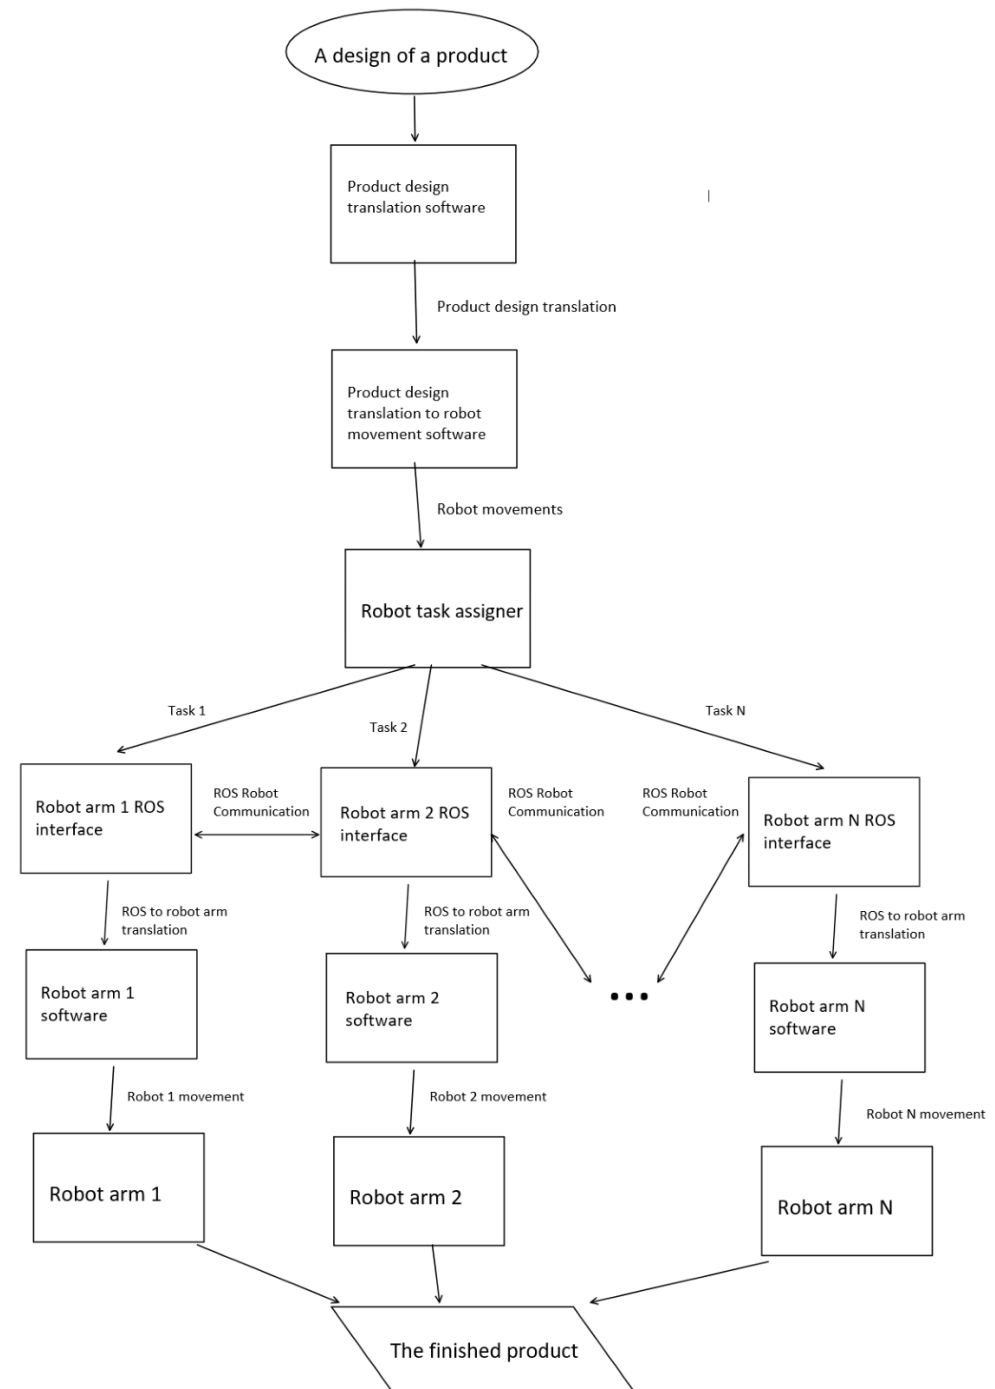 A design of a product
Product design
translation software
Product design translation
Product design
translation to robot
movement software
Robot movements
Robot task assigner
Task 1
Task 2
Task N
Robot arm 1 ROS
interface
ROS Robot
Communication
Robot arm 2 ROS
interface
ROS Robot
Communication
ROS Robot
Communication
Robot arm N ROS
interface
ROS to robot arm
translation
ROS to robot arm
translation
ROS to robot arm
translation
Robot arm 1
software
Robot arm 2
software
...
Robot arm N
software
Robot 1 movement
Robot 2 movement
Robot N movement
Robot arm 1
Robot arm 2
Robot arm N
The finished product